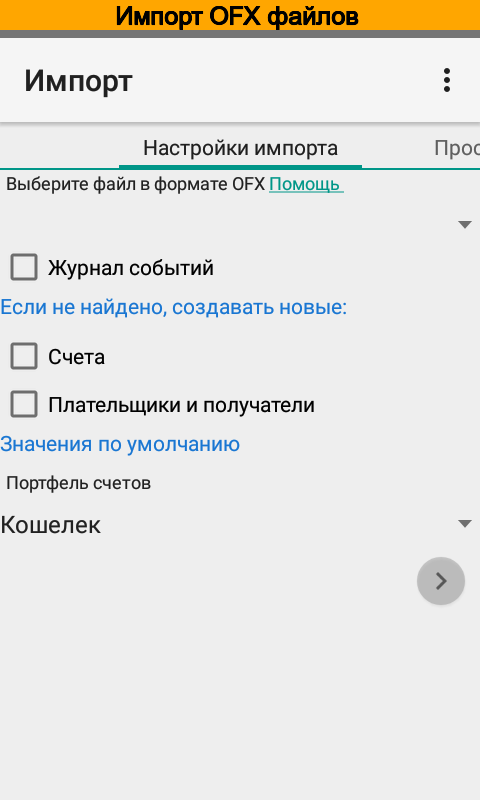 Импорт OFX файлов
Импорт
Настройки импорта Прос
Выберите файл в формате OFX Помощь
Журнал событий
Если не найдено, создавать новые:
Счета
Плательщики и получатели
Значения по умолчанию
Портфель счетов
Кошелек